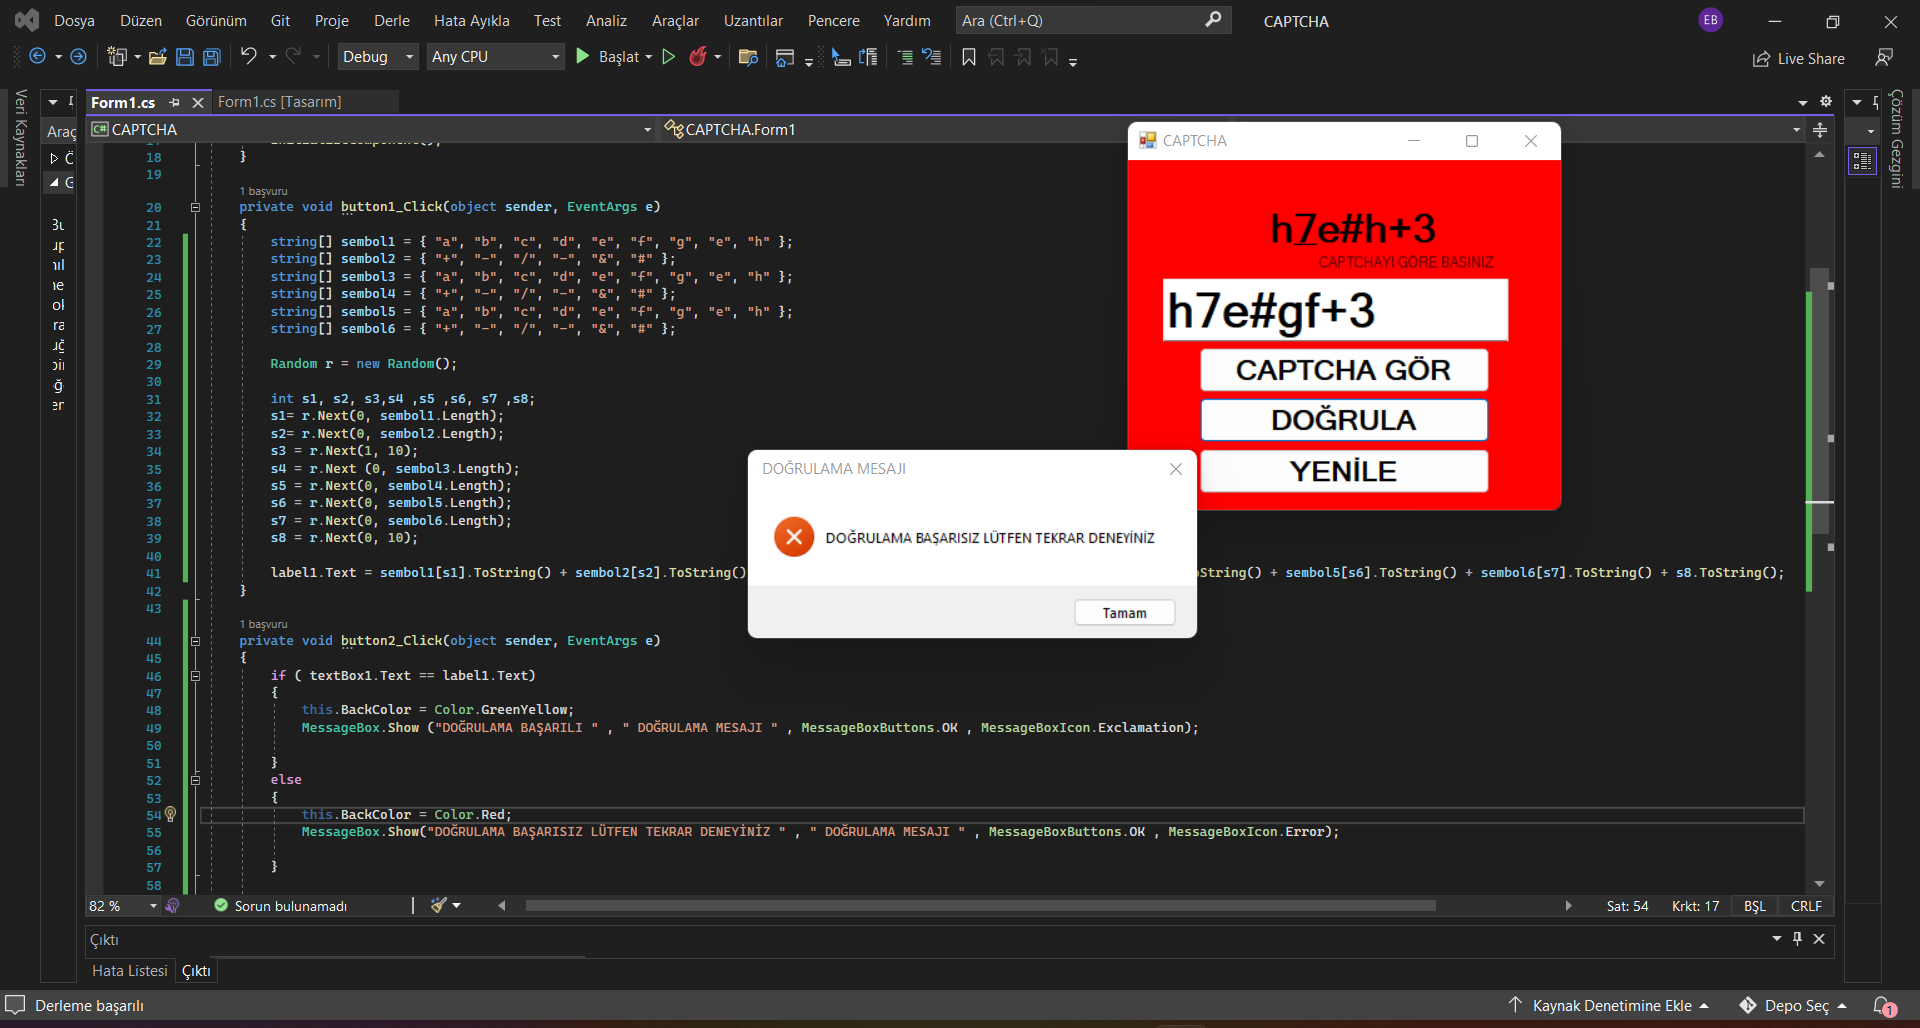 Dosya Düzen Görünüm Git Proje Derle Hata Ayıkla Test Analiz Araçlar Uzantılar Pencere Yardım Ara (Ctrl+Q) CAPTCHA EB
Debug Any CPU Başlat Live Share
Veri Kaynakları
Araç
Form1.cs Form1.cs [Tasarım]
Çözüm Gezgini
C# CAPTCHA CAPTCHA.Form1
18 }
19
1 başvuru
20 private void button1_Click(object sender, EventArgs e)
21 {
22 string[] sembol1 = { "a", "b", "c", "d", "e", "f", "g", "e", "h" };
23 string[] sembol2 = { "+", "-", "/", "-", "&", "#" };
24 string[] sembol3 = { "a", "b", "c", "d", "e", "f", "g", "e", "h" };
25 string[] sembol4 = { "+", "-", "/", "-", "&", "#" };
26 string[] sembol5 = { "a", "b", "c", "d", "e", "f", "g", "e", "h" };
27 string[] sembol6 = { "+", "-", "/", "-", "&", "#" };
28
29 Random r = new Random();
30
31 int s1, s2, s3,s4 ,s5 ,s6, s7 ,s8;
32 s1= r.Next(0, sembol1.Length);
33 s2= r.Next(0, sembol2.Length);
34 s3 = r.Next(1, 10);
35 s4 = r.Next (0, sembol3.Length);
36 s5 = r.Next(0, sembol4.Length);
37 s6 = r.Next(0, sembol5.Length);
38 s7 = r.Next(0, sembol6.Length);
39 s8 = r.Next(0, 10);
40
41 label1.Text = sembol1[s1].ToString() + sembol2[s2].ToString() String() + sembol5[s6].ToString() + sembol6[s7].ToString() + s8.ToString();
42 }
43
1 başvuru
44 private void button2_Click(object sender, EventArgs e)
45 {
46 if ( textBox1.Text == label1.Text)
47 {
48 this.BackColor = Color.GreenYellow;
49 MessageBox.Show ("DOĞRULAMA BAŞARILI " , " DOĞRULAMA MESAJI " , MessageBoxButtons.OK , MessageBoxIcon.Exclamation);
50
51 }
52 else
53 {
54 this.BackColor = Color.Red;
55 MessageBox.Show("DOĞRULAMA BAŞARISIZ LÜTFEN TEKRAR DENEYİNİZ " , " DOĞRULAMA MESAJI " , MessageBoxButtons.OK , MessageBoxIcon.Error);
56
57 }
58
CAPTCHA
h7e#h+3
CAPTCHAYI GÖRE BASINIZ
h7e#gf+3
CAPTCHA GÖR
DOĞRULA
YENİLE
DOĞRULAMA MESAJI
DOĞRULAMA BAŞARISIZ LÜTFEN TEKRAR DENEYİNİZ
Tamam
82 % Sorun bulunamadı Sat: 54 Krkt: 17 BŞL CRLF
Çıktı
Hata Listesi Çıktı
Derleme başarılı Kaynak Denetimine Ekle Depo Seç 1